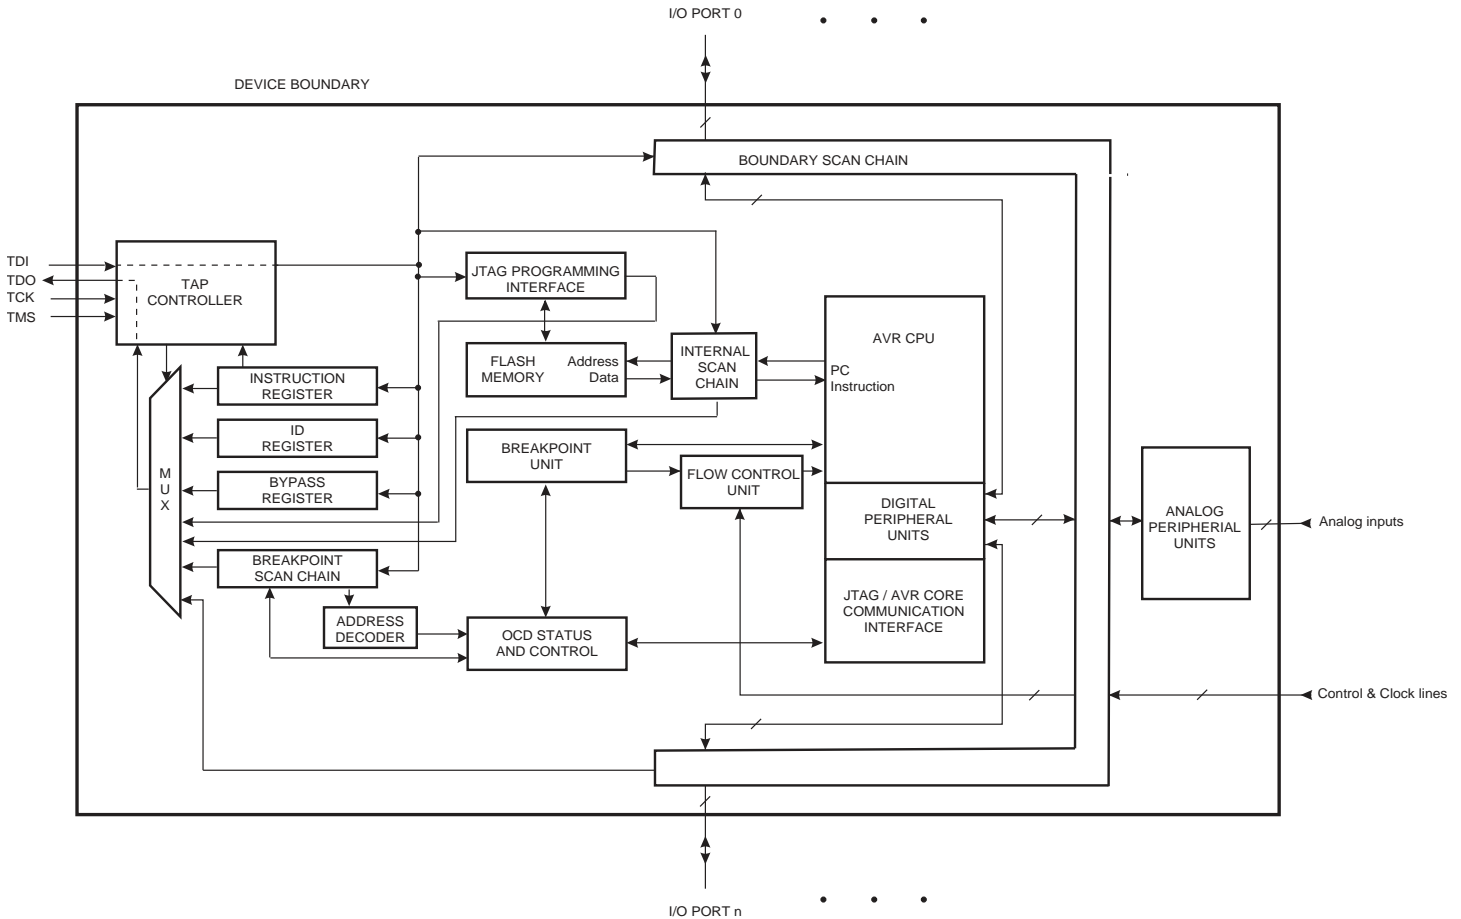 I/O PORT 0
DEVICE BOUNDARY
BOUNDARY SCAN CHAIN
TDI
TDO
TCK
TMS
TAP
CONTROLLER
JTAG PROGRAMMING
INTERFACE
FLASH
MEMORY
Address
Data
INTERNAL
SCAN
CHAIN
AVR CPU
PC
Instruction
INSTRUCTION
REGISTER
ID
REGISTER
BYPASS
REGISTER
M
U
X
BREAKPOINT
UNIT
FLOW CONTROL
UNIT
DIGITAL
PERIPHERAL
UNITS
ANALOG
PERIPHERIAL
UNITS
Analog inputs
BREAKPOINT
SCAN CHAIN
ADDRESS
DECODER
OCD STATUS
AND CONTROL
JTAG / AVR CORE
COMMUNICATION
INTERFACE
Control & Clock lines
I/O PORT n